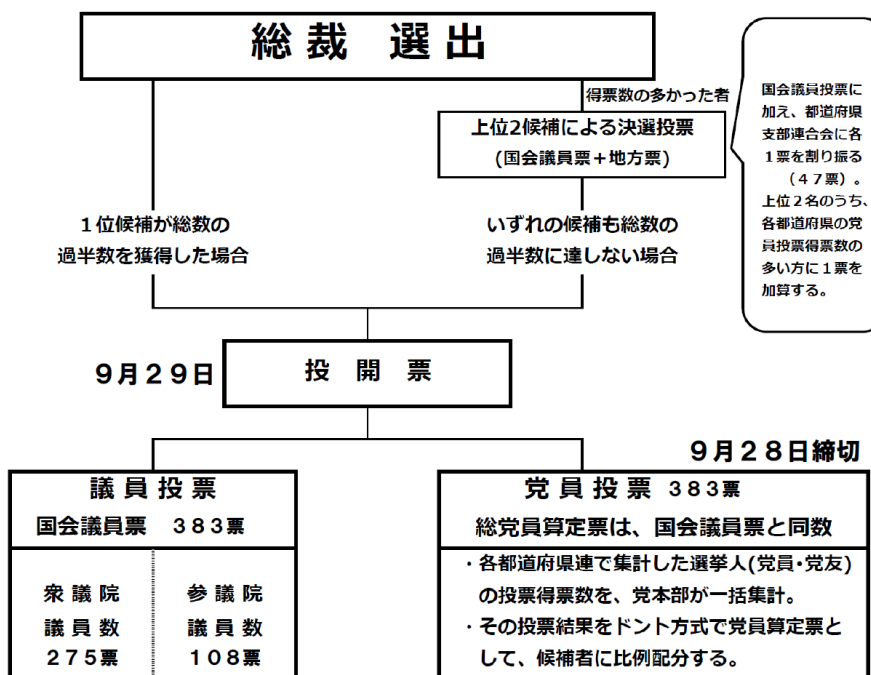 総裁 選出
得票数の多かった者
上位2候補による決選投票
(国会議員票＋地方票)
国会議員投票に
加え、都道府県
支部連合会に各
１票を割り振る
（４７票）。
上位２名のうち、
各都道府県の党
員投票得票数の
多い方に１票を
加算する。
１位候補が総数の
過半数を獲得した場合
いずれの候補も総数の
過半数に達しない場合
９月２９日
投開票
９月２８日締切
議員投票
国会議員票 ３８３票
衆議院
議員数
２７５票
参議院
議員数
１０８票
党員投票 ３８３票
総党員算定票は、国会議員票と同数
・各都道府県連で集計した選挙人(党員・党友)
の投票得票数を、党本部が一括集計。
・その投票結果をドント方式で党員算定票と
して、候補者に比例配分する。